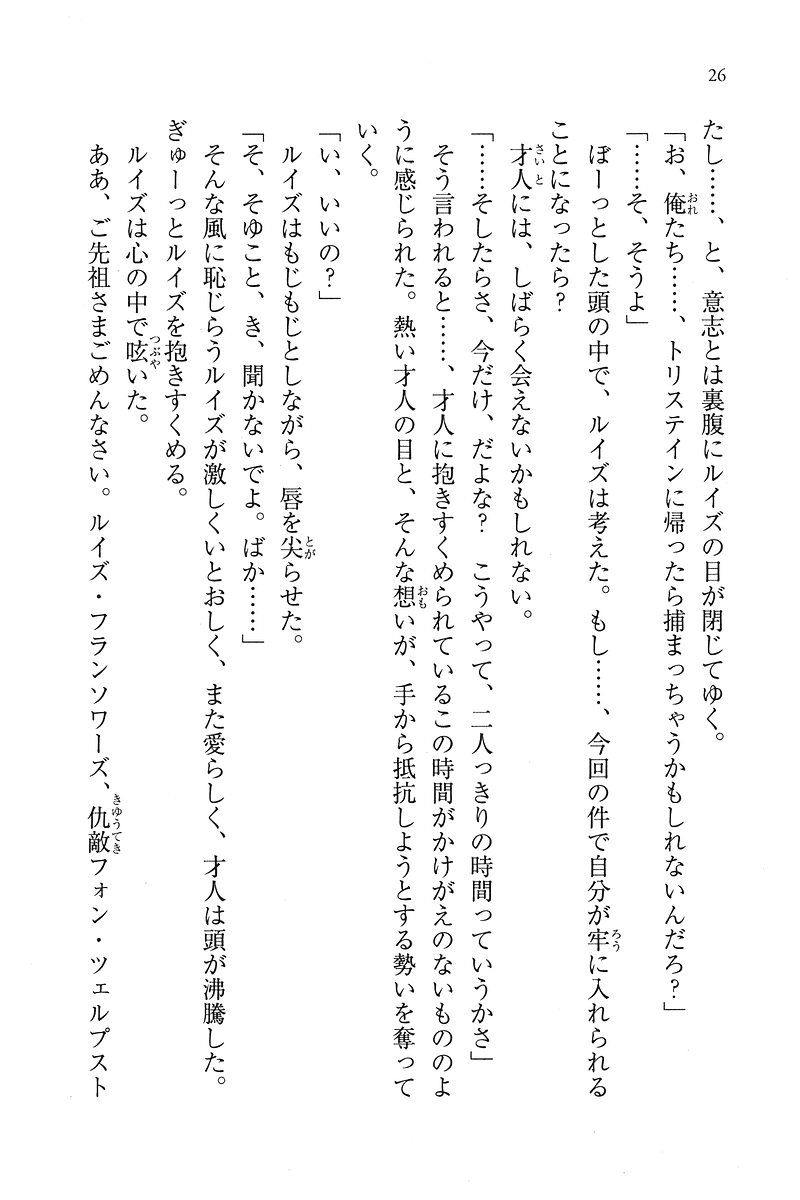 26
たし……、と、意志とは裏腹にルイズの目が閉じてゆく。
「お、俺たち……、トリステインに帰ったら捕まっちゃうかもしれないんだろ?」
「……そ、そうよ」
ぼーっとした頭の中で、ルイズは考えた。もし……、今回の件で自分が牢に入れられる
ことになったら?
才人には、しばらく会えないかもしれない。
「……そしたらさ、今だけ、だよな? こうやって、二人っきりの時間っていうかさ」
そう言われると……、才人に抱きすくめられているこの時間がかけがえのないもののよ
うに感じられた。熱い才人の目と、そんな想いが、手から抵抗しようとする勢いを奪って
いく。
「い、いいの?」
ルイズはもじもじとしながら、唇を尖らせた。
「そ、そゆこと、き、聞かないでよ。ばか……」
そんな風に恥じらうルイズが激しくいとおしく、また愛らしく、才人は頭が沸騰した。
ぎゅーっとルイズを抱きすくめる。
ルイズは心の中で呟いた。
ああ、ご先祖さまごめんなさい。ルイズ・フランソワーズ、仇敵フォン・ツェルプスト